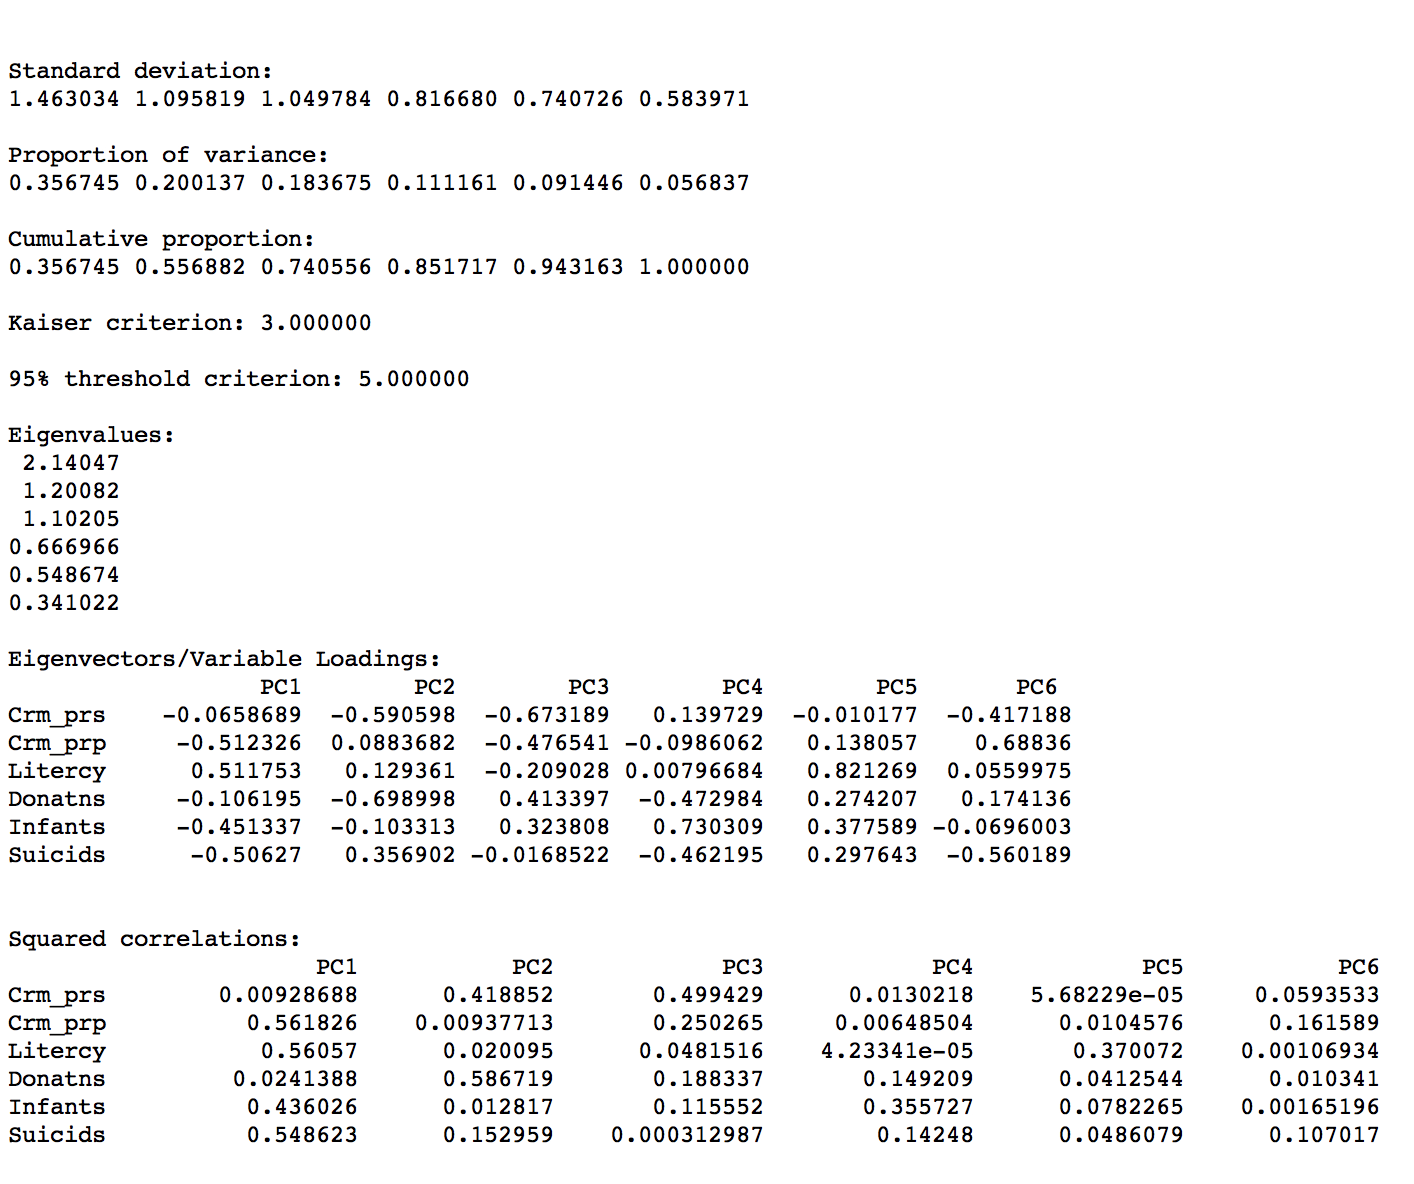 Standard deviation:
1.463034 1.095819 1.049784 0.816680 0.740726 0.583971
Proportion of variance:
0.356745 0.200137 0.183675 0.111161 0.091446 0.056837
Cumulative proportion:
0.356745 0.556882 0.740556 0.851717 0.943163 1.000000
Kaiser criterion: 3.000000
95% threshold criterion: 5.000000
Eigenvalues:
2.14047
1.20082
1.10205
0.666966
0.548674
0.341022
Eigenvectors/Variable Loadings:
PC1 PC2 PC3 PC4 PC5 PC6
Crm_prs -0.0658689 -0.590598 -0.673189 0.139729 -0.010177 -0.417188
Crm_prp -0.512326 0.0883682 -0.476541 -0.0986062 0.138057 0.68836
Litercy 0.511753 0.129361 -0.209028 0.00796684 0.821269 0.0559975
Donatns -0.106195 -0.698998 0.413397 -0.472984 0.274207 0.174136
Infants -0.451337 -0.103313 0.323808 0.730309 0.377589 -0.0696003
Suicids -0.50627 0.356902 -0.0168522 -0.462195 0.297643 -0.560189
Squared correlations:
PC1 PC2 PC3 PC4 PC5 PC6
Crm_prs 0.00928688 0.418852 0.499429 0.0130218 5.68229e-05 0.0593533
Crm_prp 0.561826 0.00937713 0.250265 0.00648504 0.0104576 0.161589
Litercy 0.56057 0.020095 0.0481516 4.23341e-05 0.370072 0.00106934
Donatns 0.0241388 0.586719 0.188337 0.149209 0.0412544 0.010341
Infants 0.436026 0.012817 0.115552 0.355727 0.0782265 0.00165196
Suicids 0.548623 0.152959 0.000312987 0.14248 0.0486079 0.107017